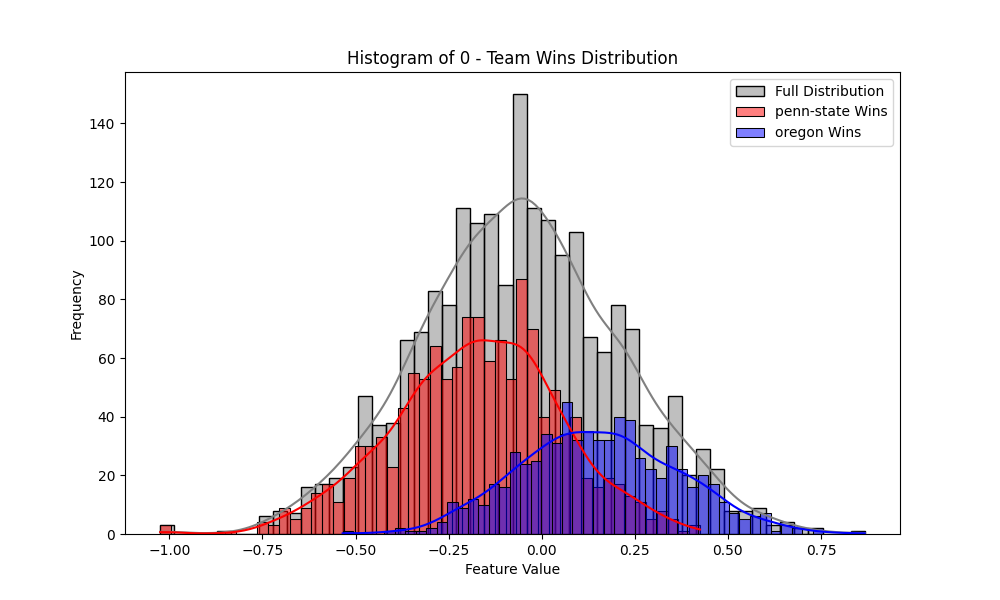 Histogram of 0 - Team Wins Distribution
Full Distribution
penn-state Wins
oregon Wins
Frequency
140
120
100
80
60
40
20
0
−1.00 −0.75 −0.50 −0.25 0.00 0.25 0.50 0.75
Feature Value